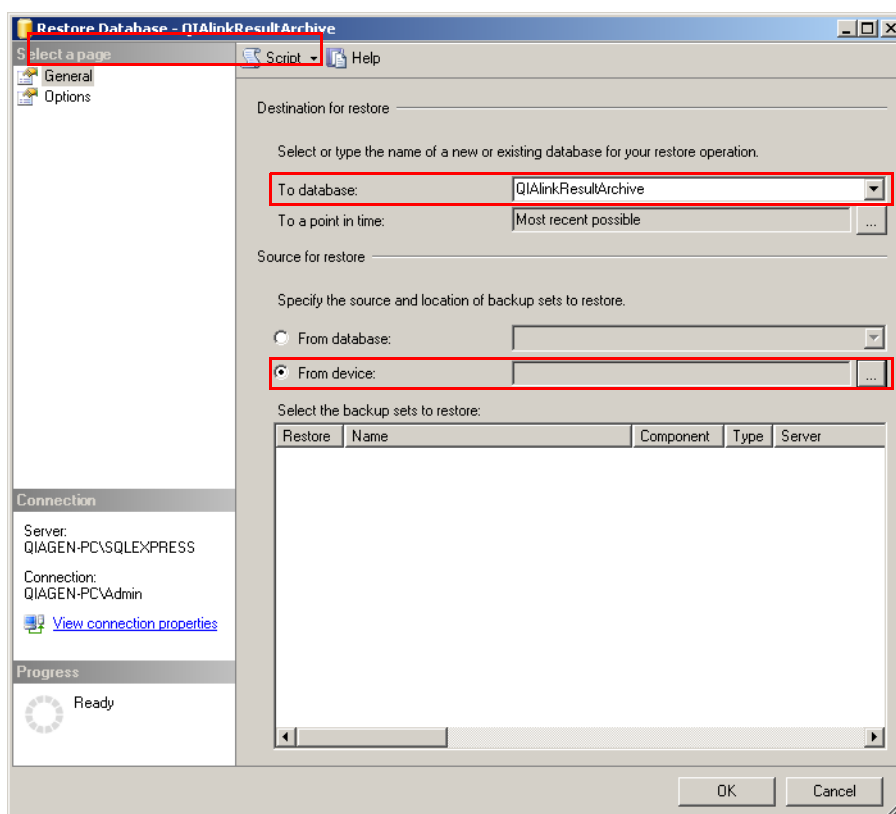 Restore Database - QIAlinkResultArchive
Select a page
General
Options
Script
Help
Destination for restore
Select or type the name of a new or existing database for your restore operation.
To database:
QIAlinkResultArchive
To a point in time:
Most recent possible
...
Source for restore
Specify the source and location of backup sets to restore.
From database:
From device:
...
Select the backup sets to restore:
Restore Name Component Type Server
Connection
Server:
QIAGEN-PC\SQLEXPRESS
Connection:
QIAGEN-PC\Admin
View connection properties
Progress
Ready
OK
Cancel